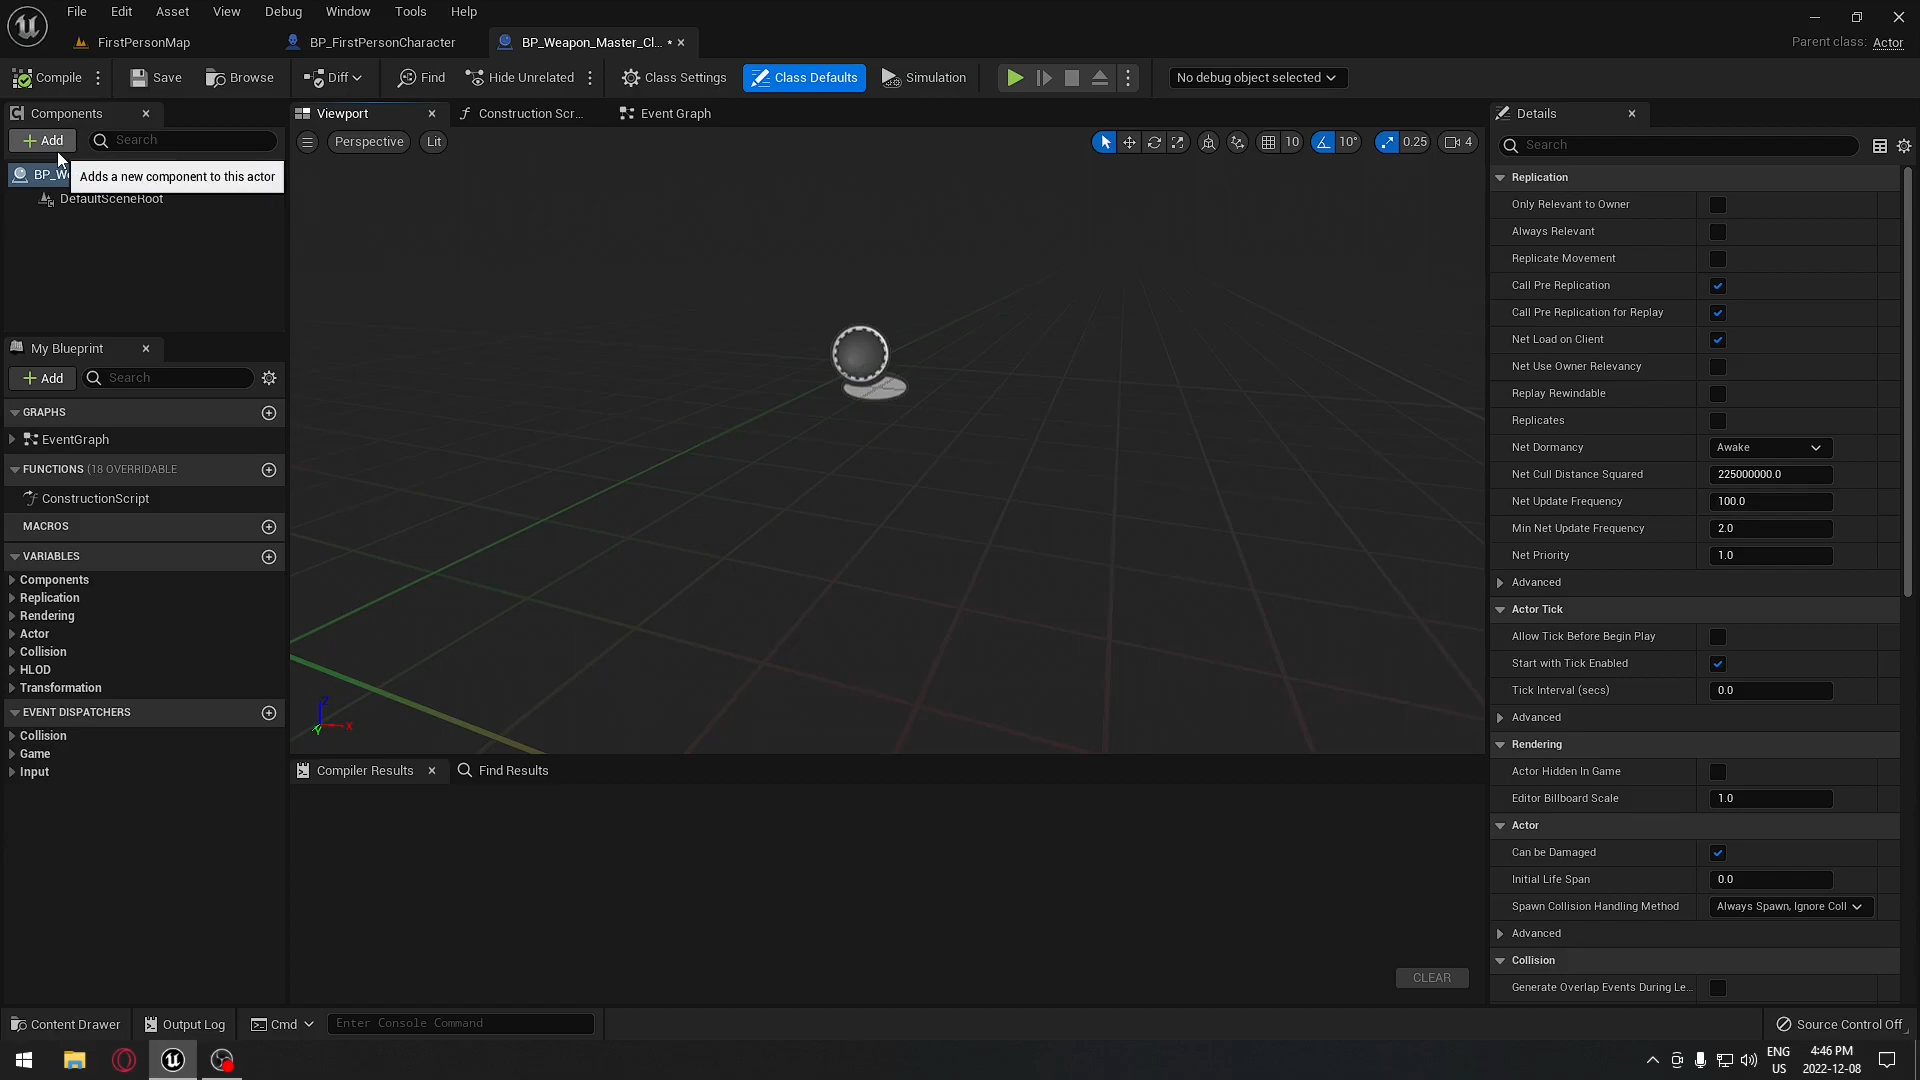 File Edit Asset View Debug Window Tools Help
FirstPersonMap BP_FirstPersonCharacter BP_Weapon_Master_Cl... * Parent class: Actor
Compile Save Browse Diff Find Hide Unrelated Class Settings Class Defaults Simulation No debug object selected
Components
Add Search
BP_We
Adds a new component to this actor
DefaultSceneRoot
My Blueprint
Add Search
GRAPHS
EventGraph
FUNCTIONS (18 OVERRIDABLE
ConstructionScript
MACROS
VARIABLES
Components
Replication
Rendering
Actor
Collision
HLOD
Transformation
EVENT DISPATCHERS
Collision
Game
Input
Viewport Construction Scr... Event Graph
Perspective Lit 10 10° 0.25 4
Z X Y
Compiler Results Find Results
CLEAR
Details
Search
Replication
Only Relevant to Owner
Always Relevant
Replicate Movement
Call Pre Replication
Call Pre Replication for Replay
Net Load on Client
Net Use Owner Relevancy
Replay Rewindable
Replicates
Net Dormancy Awake
Net Cull Distance Squared 225000000.0
Net Update Frequency 100.0
Min Net Update Frequency 2.0
Net Priority 1.0
Advanced
Actor Tick
Allow Tick Before Begin Play
Start with Tick Enabled
Tick Interval (secs) 0.0
Advanced
Rendering
Actor Hidden In Game
Editor Billboard Scale 1.0
Actor
Can be Damaged
Initial Life Span 0.0
Spawn Collision Handling Method Always Spawn, Ignore Coll
Advanced
Collision
Generate Overlap Events During Le...
Content Drawer Output Log Cmd Enter Console Command Source Control Off
ENG 4:46 PM
US 2022-12-08